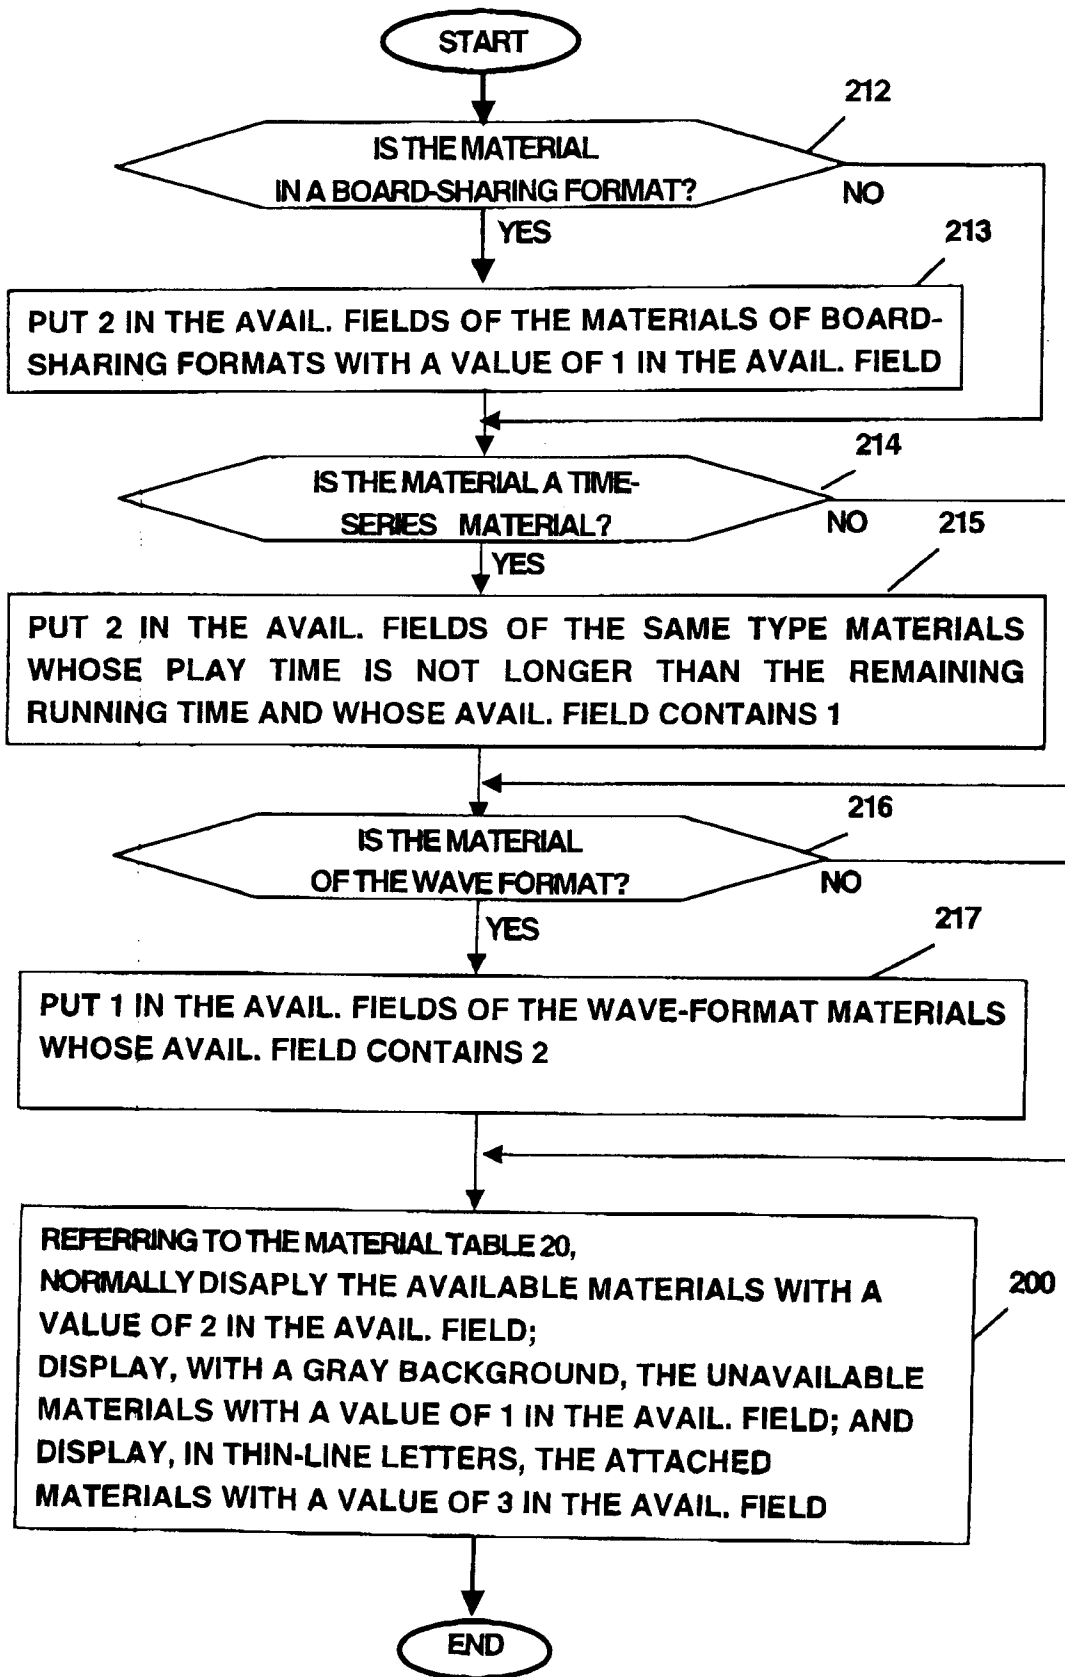 START
212
IS THE MATERIAL
IN A BOARD-SHARING FORMAT?
NO
YES
213
PUT 2 IN THE AVAIL. FIELDS OF THE MATERIALS OF BOARD-
SHARING FORMATS WITH A VALUE OF 1 IN THE AVAIL. FIELD
214
IS THE MATERIAL A TIME-
SERIES MATERIAL?
NO
215
YES
PUT 2 IN THE AVAIL. FIELDS OF THE SAME TYPE MATERIALS
WHOSE PLAY TIME IS NOT LONGER THAN THE REMAINING
RUNNING TIME AND WHOSE AVAIL. FIELD CONTAINS 1
216
IS THE MATERIAL
OF THE WAVE FORMAT?
NO
YES
217
PUT 1 IN THE AVAIL. FIELDS OF THE WAVE-FORMAT MATERIALS
WHOSE AVAIL. FIELD CONTAINS 2
REFERRING TO THE MATERIAL TABLE 20,
NORMALLY DISAPLY THE AVAILABLE MATERIALS WITH A
VALUE OF 2 IN THE AVAIL. FIELD;
DISPLAY, WITH A GRAY BACKGROUND, THE UNAVAILABLE
MATERIALS WITH A VALUE OF 1 IN THE AVAIL. FIELD; AND
DISPLAY, IN THIN-LINE LETTERS, THE ATTACHED
MATERIALS WITH A VALUE OF 3 IN THE AVAIL. FIELD
200
END